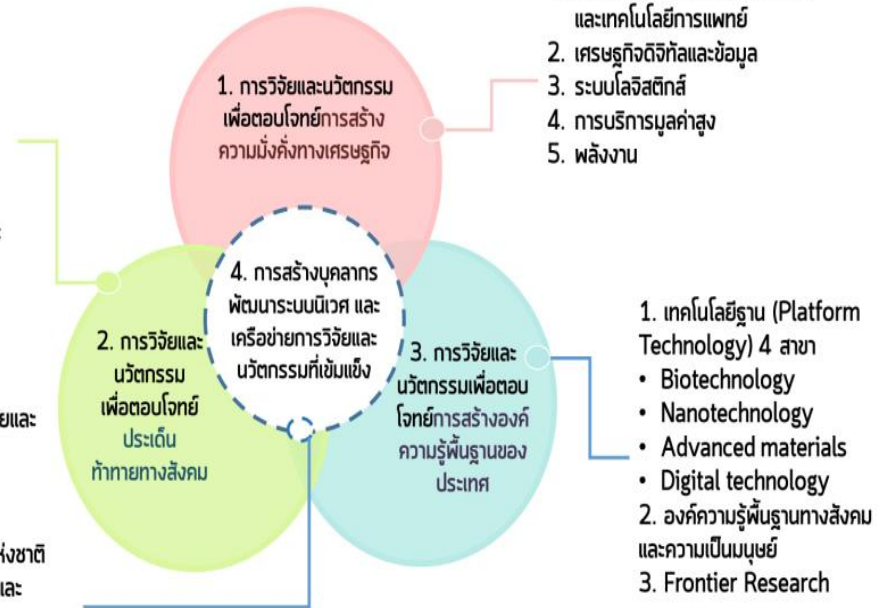 และเทคโนโลยีการแพทย์
2. เศรษฐกิจดิจิทัลและข้อมูล
3. ระบบโลจิสติกส์
4. การบริการมูลค่าสูง
5. พลังงาน
1. การวิจัยและนวัตกรรม
เพื่อตอบโจทย์การสร้าง
ความมั่งคั่งทางเศรษฐกิจ
4. การสร้างบุคลากร
พัฒนาระบบนิเวศ และ
เครือข่ายการวิจัยและ
นวัตกรรมที่เข้มแข็ง
2. การวิจัยและ
นวัตกรรม
เพื่อตอบโจทย์
ประเด็น
ท้าทายทางสังคม
3. การวิจัยและ
นวัตกรรมเพื่อตอบ
โจทย์การสร้างองค์
ความรู้พื้นฐานของ
ประเทศ
1. เทคโนโลยีฐาน (Platform
Technology) 4 สาขา
• Biotechnology
• Nanotechnology
• Advanced materials
• Digital technology
2. องค์ความรู้พื้นฐานทางสังคม
และความเป็นมนุษย์
3. Frontier Research